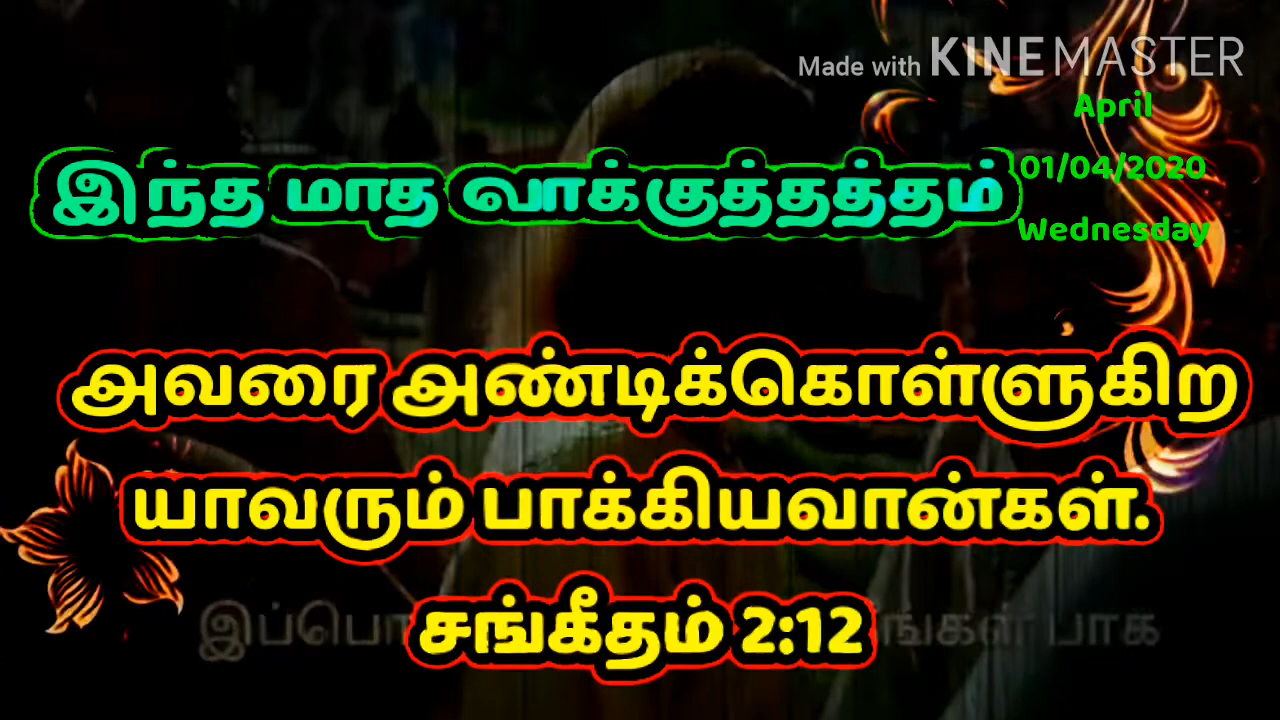 Made with KINEMASTER
April
01/04/2020
Wednesday
இந்த மாத வாக்குத்தத்தம்
அவரை அண்டிக்கொள்ளுகிற
யாவரும் பாக்கியவான்கள்.
சங்கீதம் 2:12